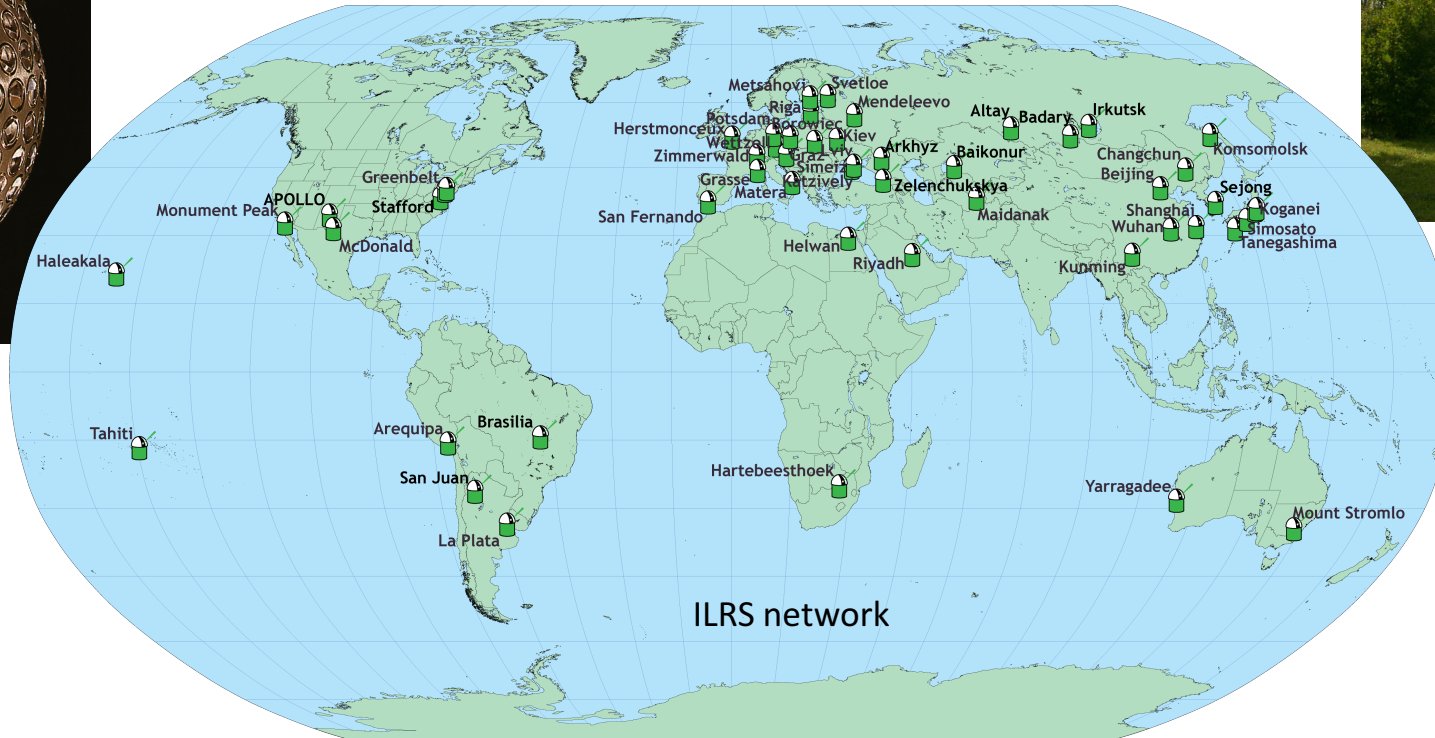 Metsahovi
Svetloe
Riga
Mendeleevo
Potsdam
Borowiec
Herstmonceux
Altay
Badary
Irkutsk
Wettzell
Kiev
Komsomolsk
Zimmerwald
Graz
Lviv
Arkhyz
Baikonur
Changchun
Simeiz
Beijing
Greenbelt
Grasse
Katzively
Zelenchukskya
Sejong
Matera
APOLLO
Stafford
Monument Peak
San Fernando
Maidanak
Shanghai
Koganei
Wuhan
Simosato
McDonald
Helwan
Tanegashima
Haleakala
Riyadh
Kunming
Tahiti
Arequipa
Brasilia
Hartebeesthoek
San Juan
Yarragadee
La Plata
Mount Stromlo
ILRS network